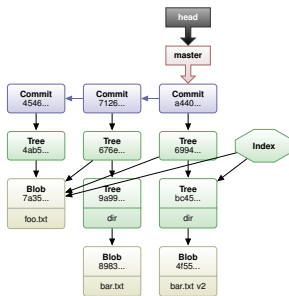 head
master
Commit
4546...
Commit
7126...
Commit
a440...
Tree
4ab5...
Tree
676e...
Tree
6994...
Index
Blob
7a35...
foo.txt
Tree
9a99...
dir
Tree
bc45...
dir
Blob
8983...
bar.txt
Blob
4f55...
bar.txt v2